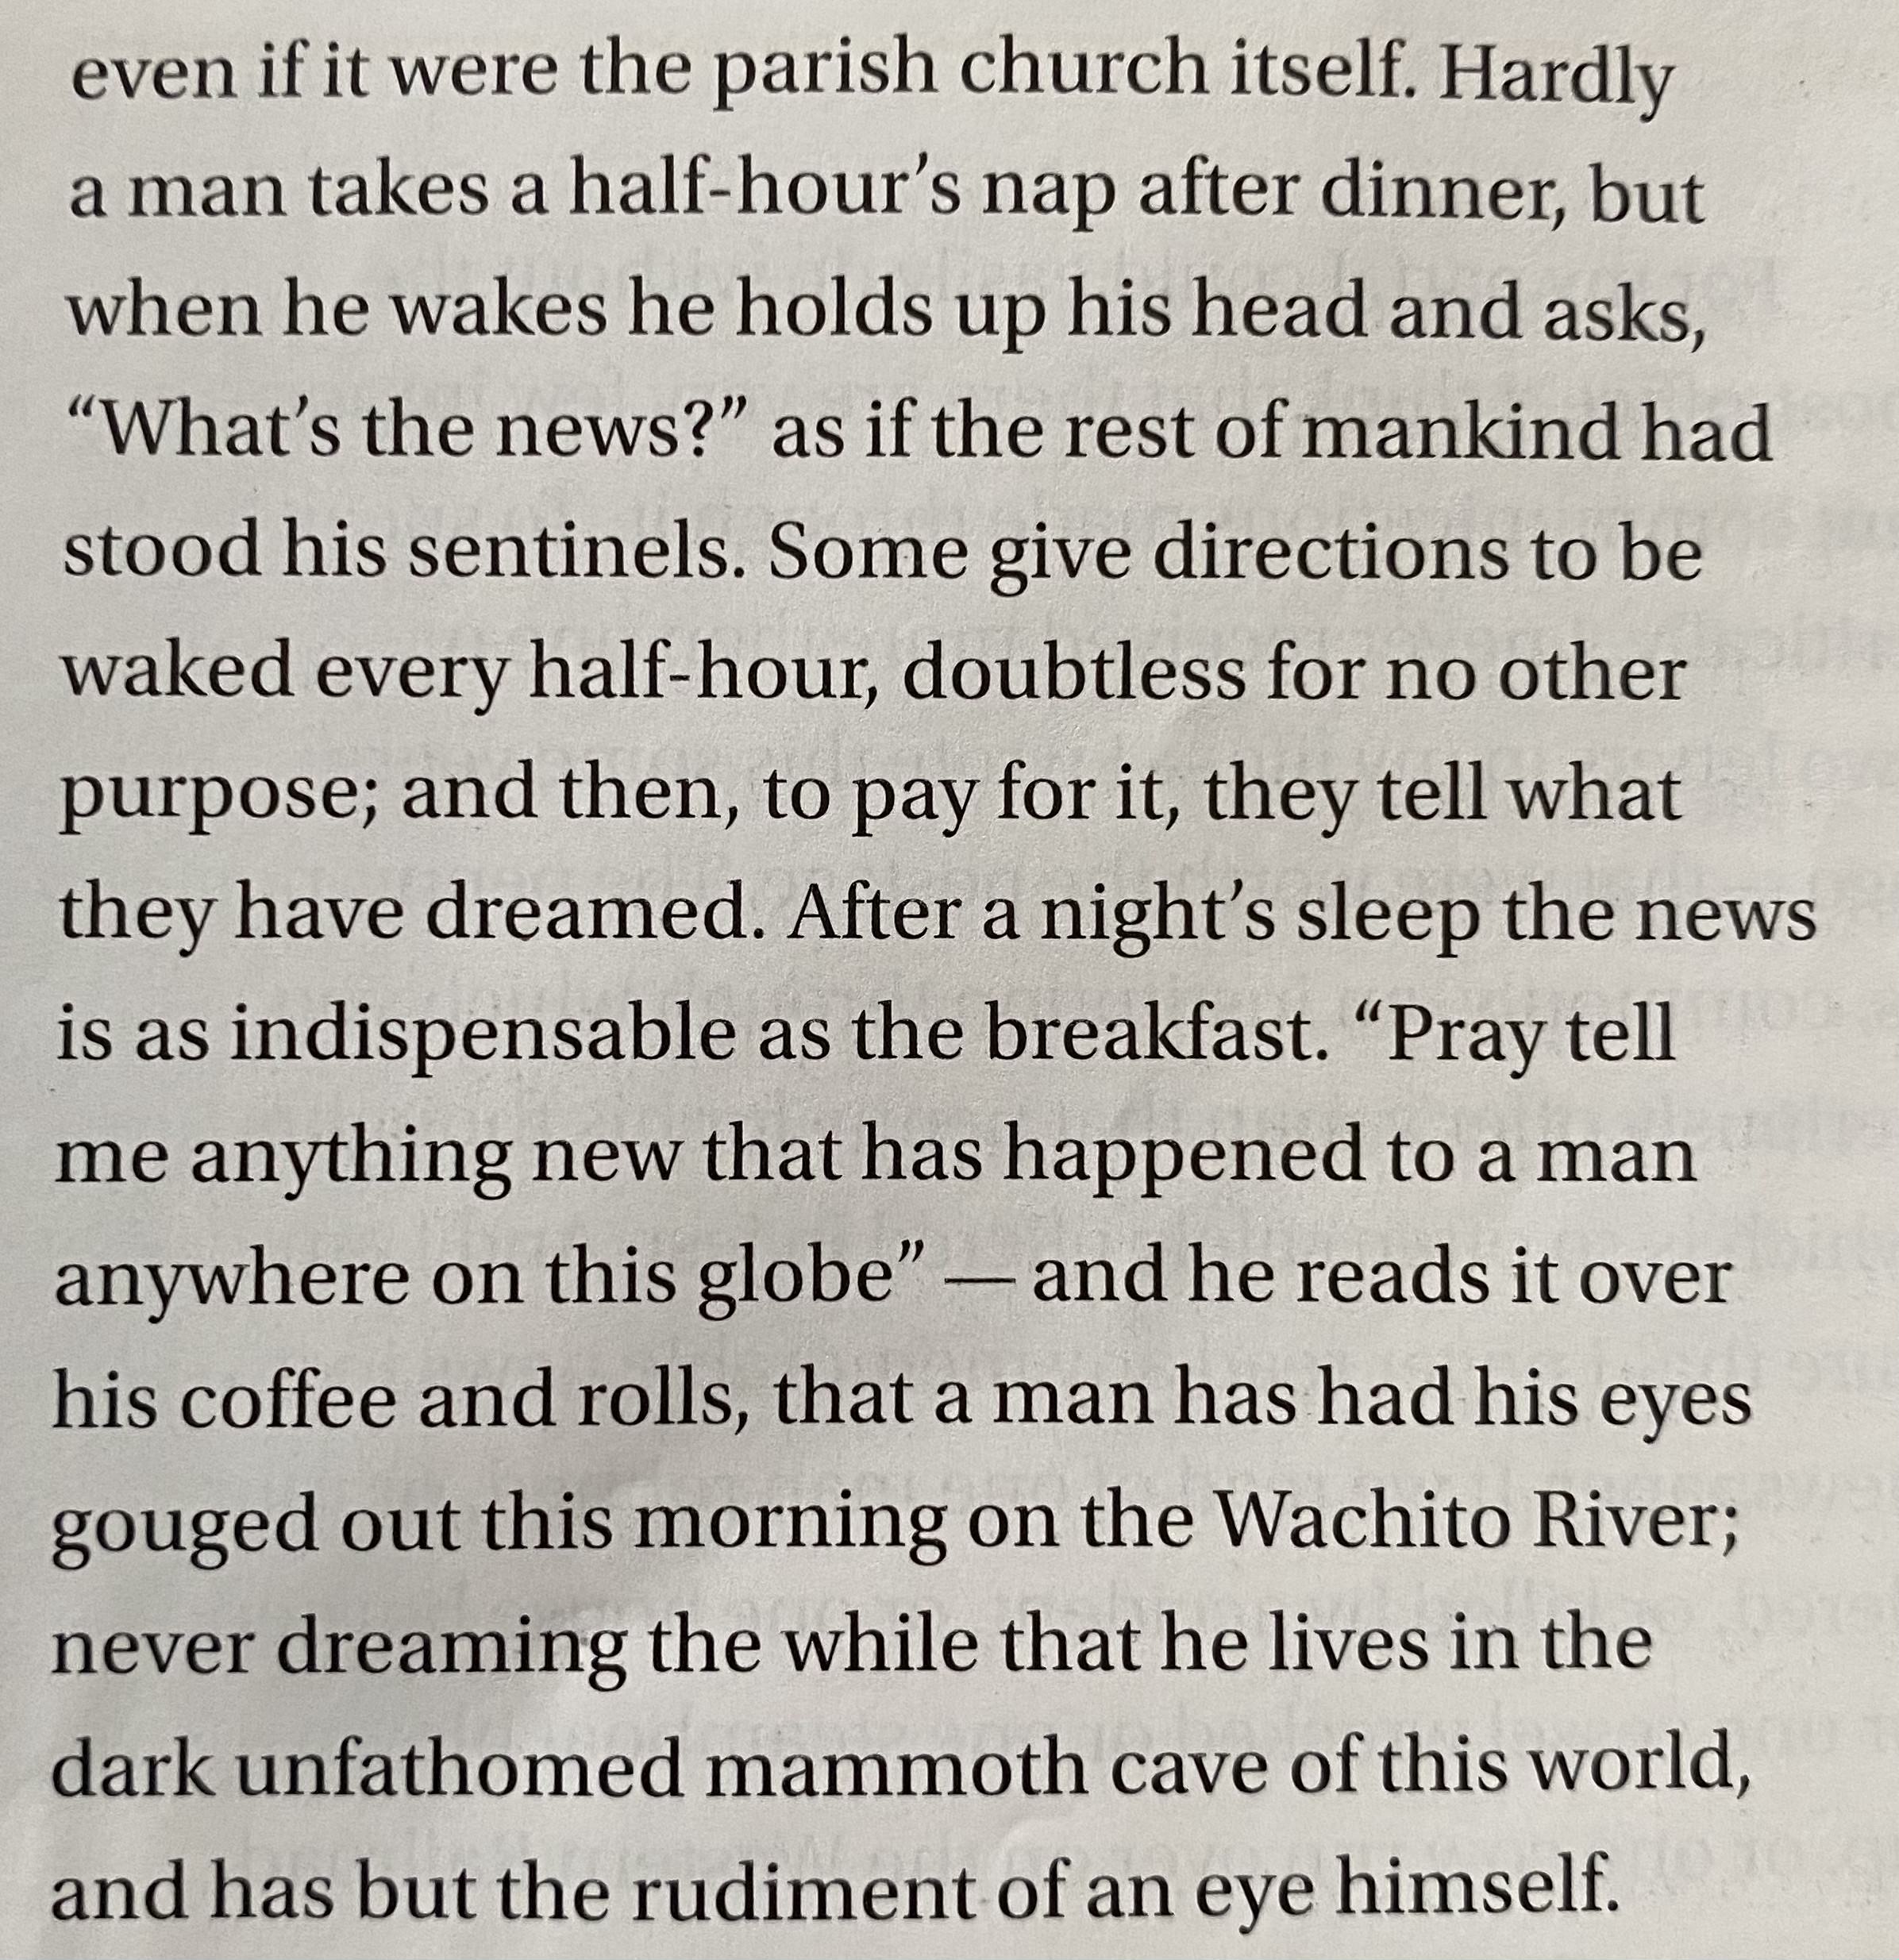 even if it were the parish church itself. Hardly
a man takes a half-hour’s nap after dinner, but
when he wakes he holds up his head and asks,
“What’s the news?” as if the rest of mankind had
stood his sentinels. Some give directions to be
waked every half-hour, doubtless for no other
purpose; and then, to pay for it, they tell what
they have dreamed. After a night’s sleep the news
is as indispensable as the breakfast. “Pray tell
me anything new that has happened to a man
anywhere on this globe” — and he reads it over
his coffee and rolls, that a man has had his eyes
gouged out this morning on the Wachito River;
never dreaming the while that he lives in the
dark unfathomed mammoth cave of this world,
and has but the rudiment of an eye himself.